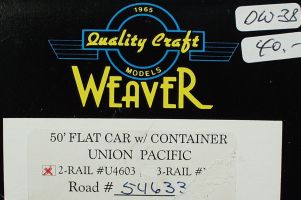 1965
Quality Craft
MODELS
WEAVER
OW-38
40,-
50' FLAT CAR w/ CONTAINER
UNION PACIFIC
2-RAIL #U4603 3-RAIL #
Road # 54633